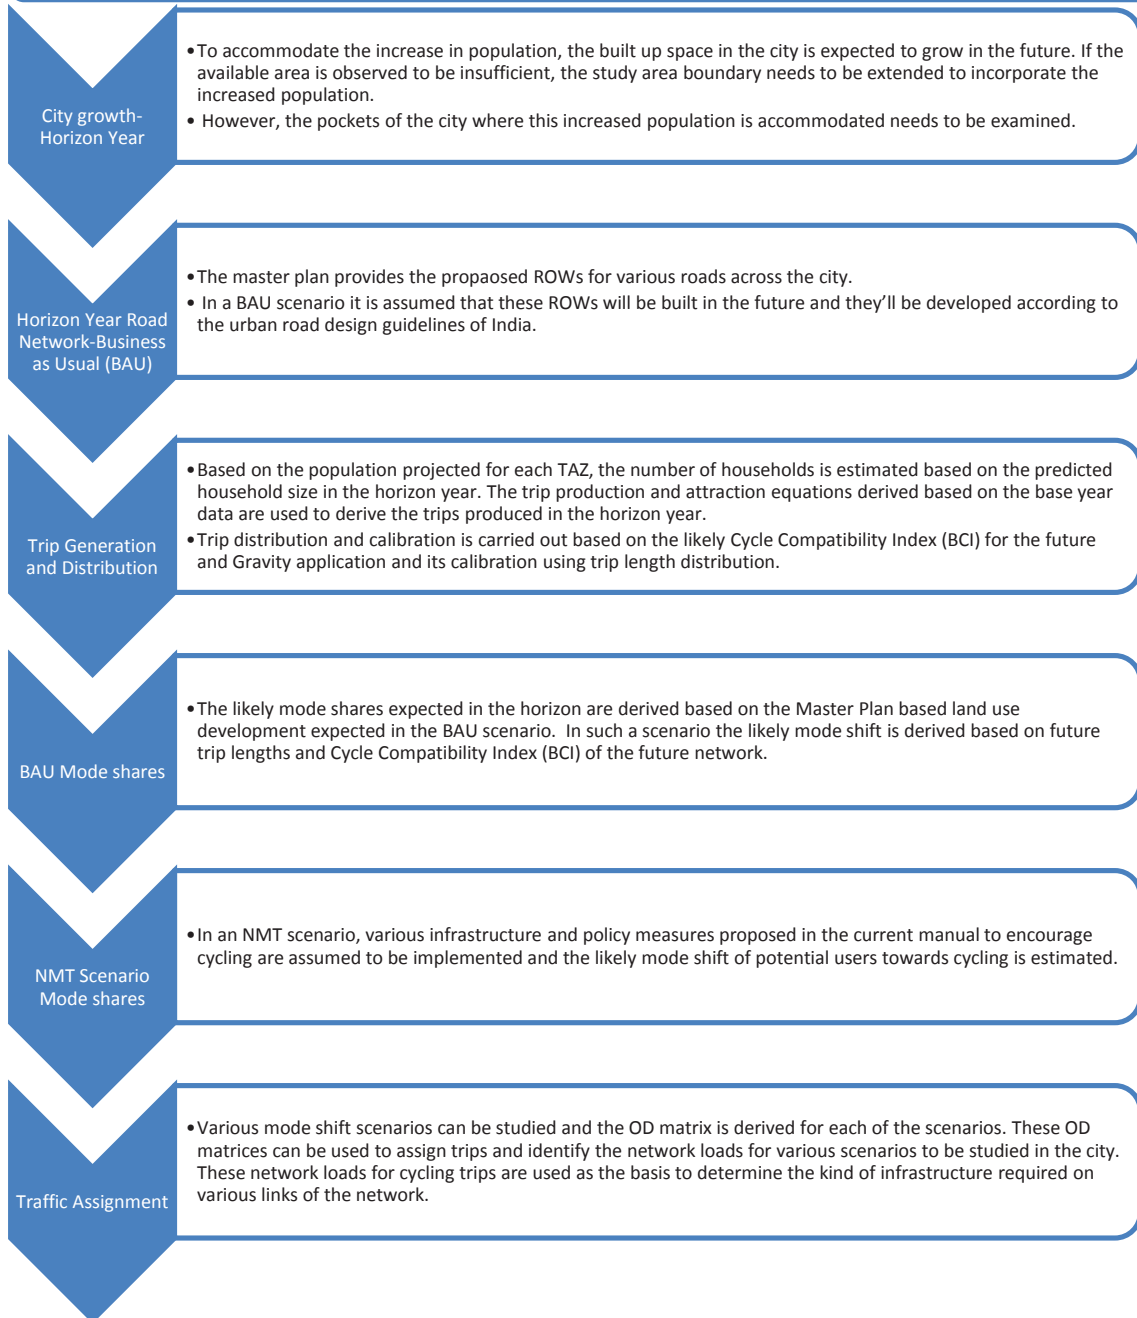 City growth-
Horizon Year
•To accommodate the increase in population, the built up space in the city is expected to grow in the future. If the
available area is observed to be insufficient, the study area boundary needs to be extended to incorporate the
increased population.
• However, the pockets of the city where this increased population is accommodated needs to be examined.
Horizon Year Road
Network-Business
as Usual (BAU)
•The master plan provides the propaosed ROWs for various roads across the city.
• In a BAU scenario it is assumed that these ROWs will be built in the future and they'll be developed according to
the urban road design guidelines of India.
Trip Generation
and Distribution
•Based on the population projected for each TAZ, the number of households is estimated based on the predicted
household size in the horizon year. The trip production and attraction equations derived based on the base year
data are used to derive the trips produced in the horizon year.
•Trip distribution and calibration is carried out based on the likely Cycle Compatibility Index (BCI) for the future
and Gravity application and its calibration using trip length distribution.
BAU Mode shares
•The likely mode shares expected in the horizon are derived based on the Master Plan based land use
development expected in the BAU scenario.  In such a scenario the likely mode shift is derived based on future
trip lengths and Cycle Compatibility Index (BCI) of the future network.
NMT Scenario
Mode shares
•In an NMT scenario, various infrastructure and policy measures proposed in the current manual to encourage
cycling are assumed to be implemented and the likely mode shift of potential users towards cycling is estimated.
Traffic Assignment
•Various mode shift scenarios can be studied and the OD matrix is derived for each of the scenarios. These OD
matrices can be used to assign trips and identify the network loads for various scenarios to be studied in the city.
These network loads for cycling trips are used as the basis to determine the kind of infrastructure required on
various links of the network.